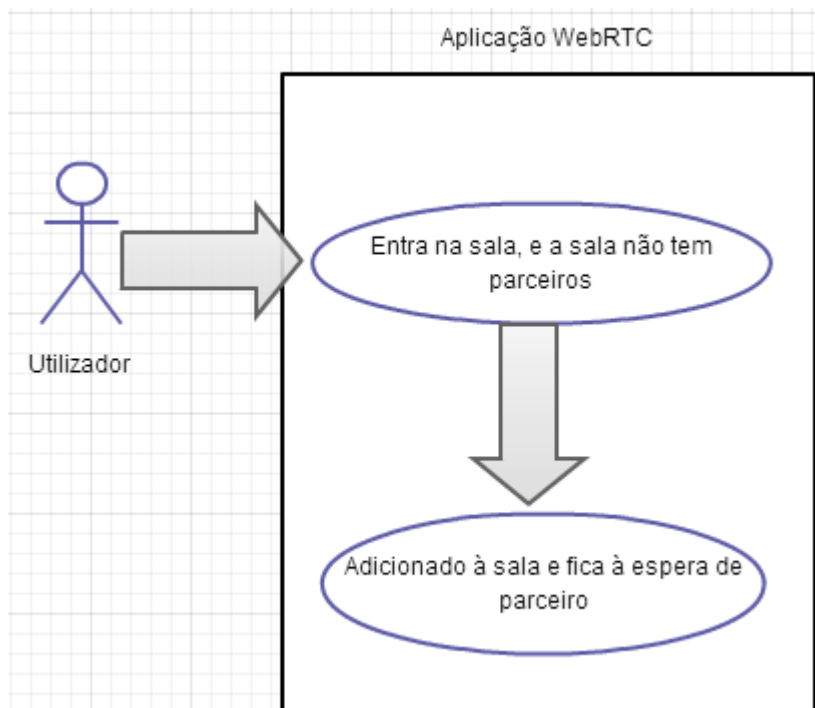 Aplicação WebRTC
Entra na sala, e a sala não tem
parceiros
Utilizador
Adicionado à sala e fica à espera de
parceiro